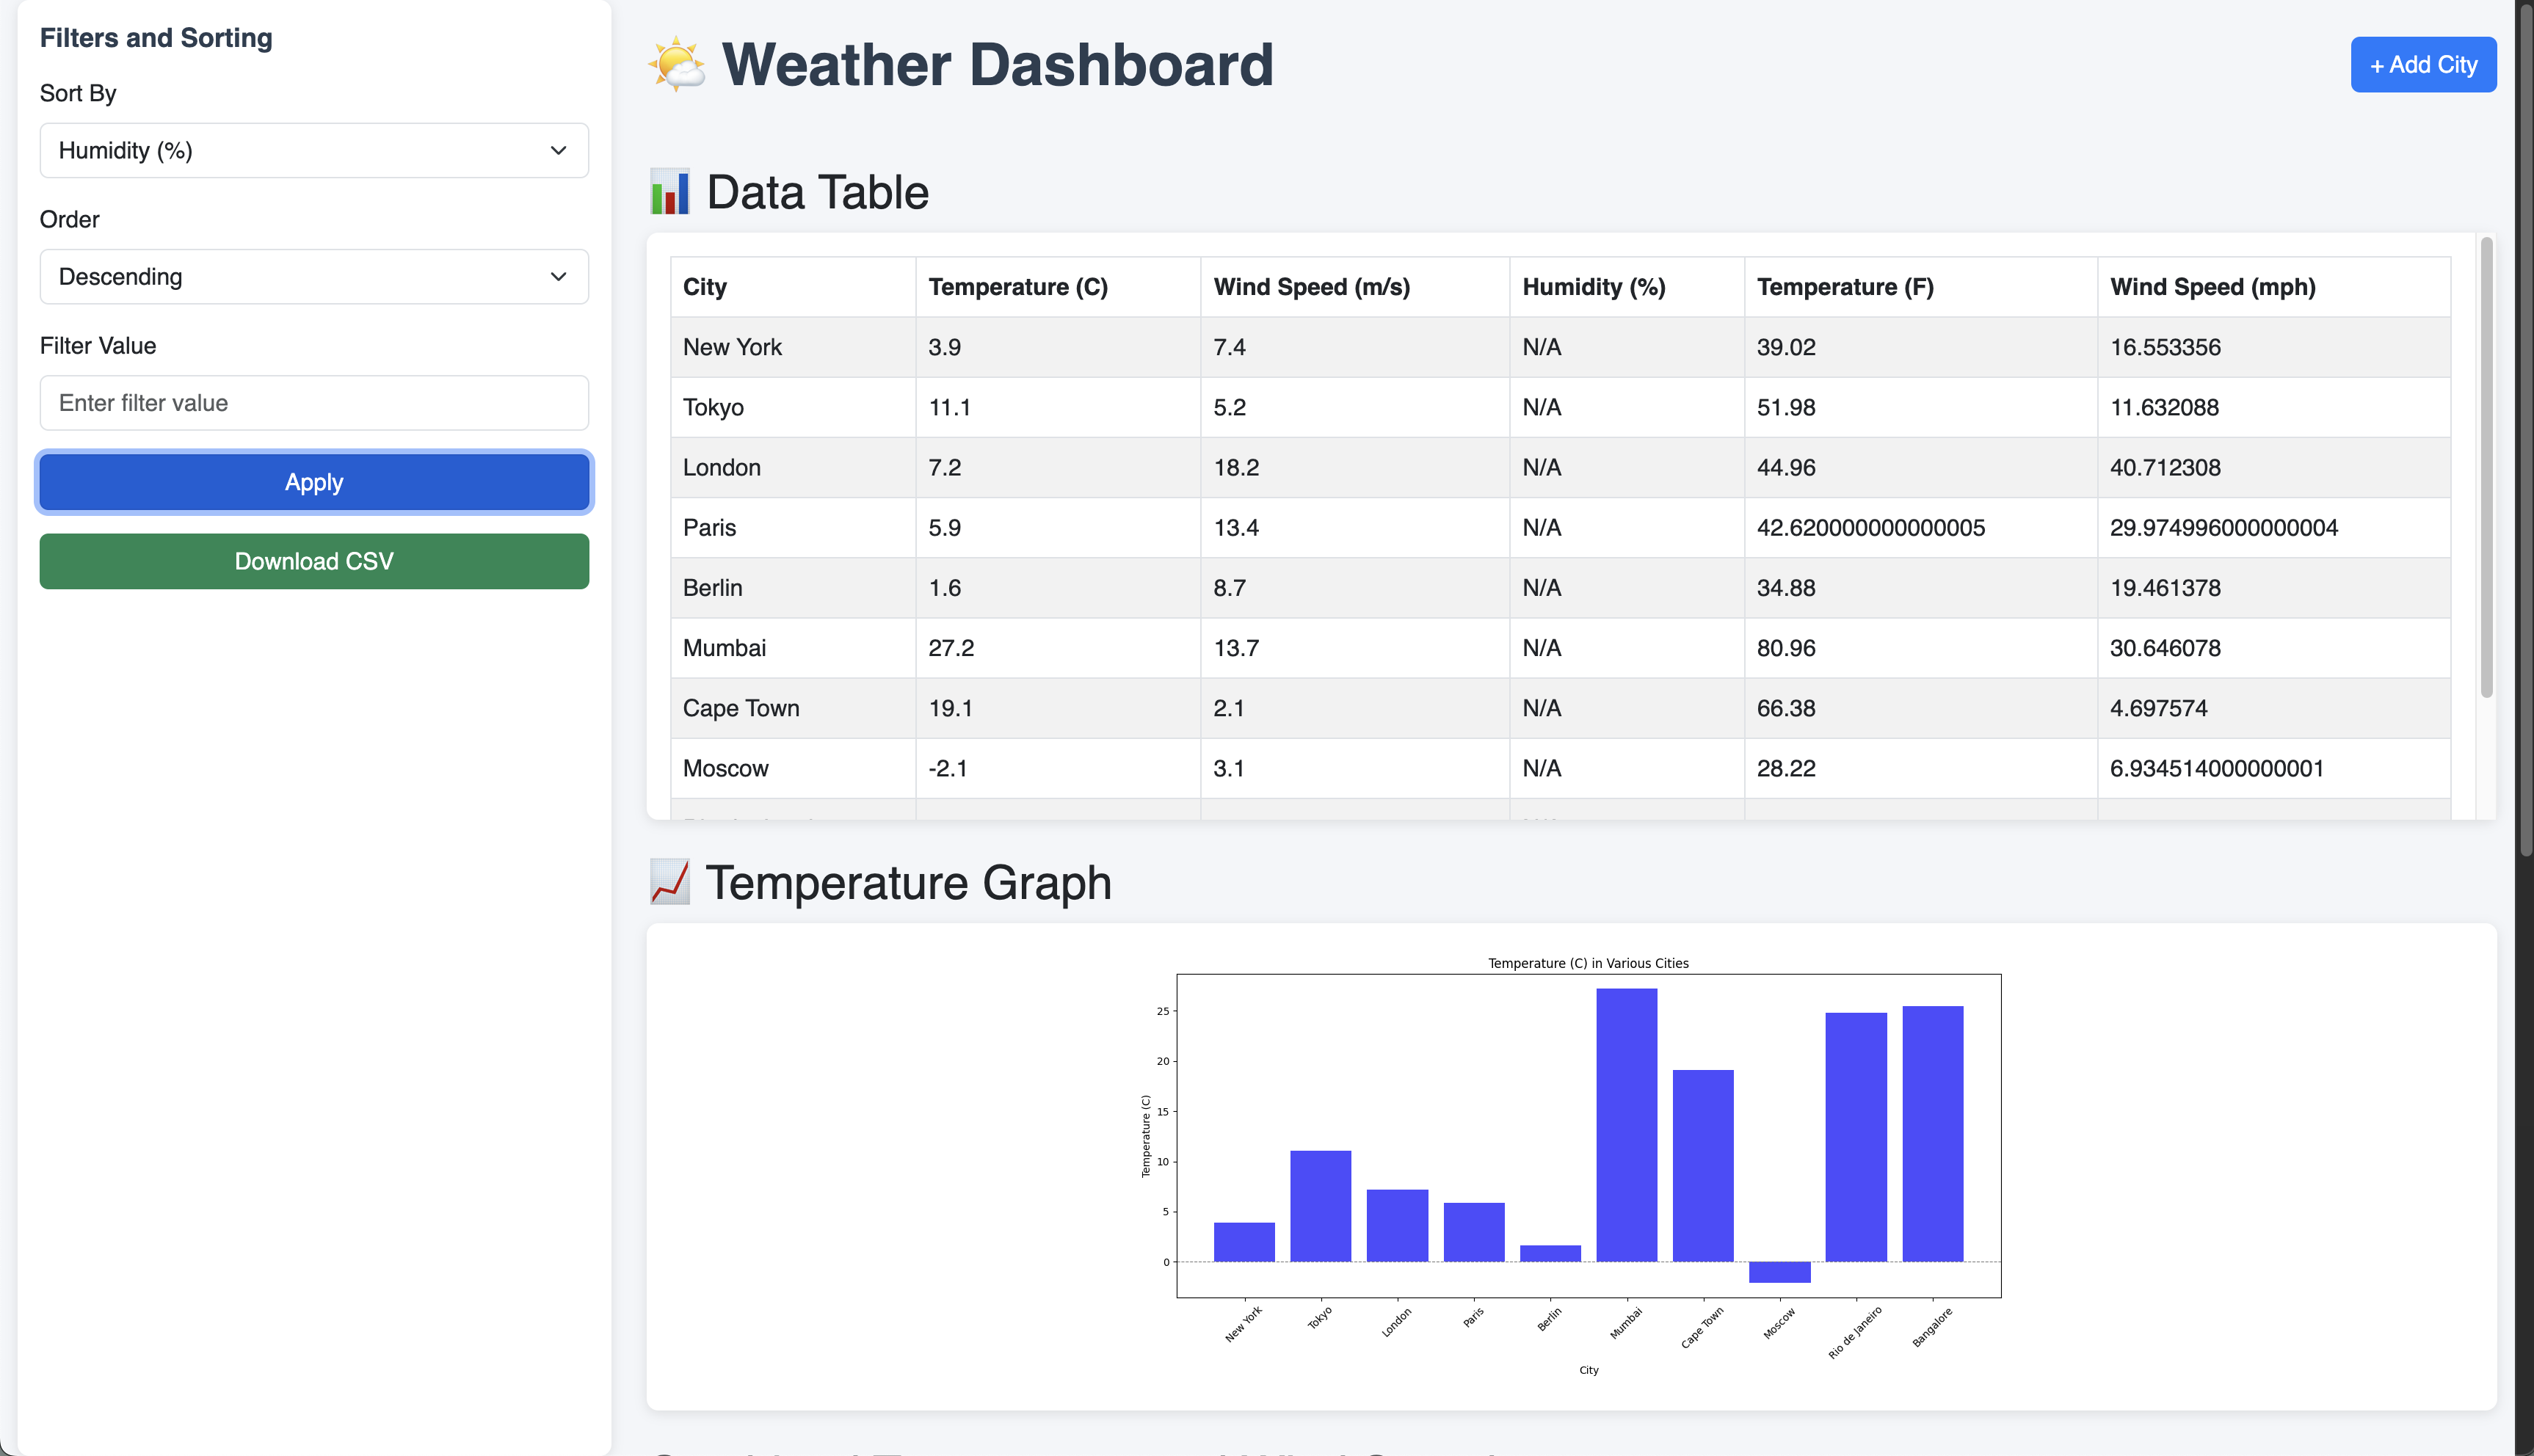 Filters and Sorting
Sort By
Humidity (%)
Order
Descending
Filter Value
Enter filter value
Apply
Download CSV
Weather Dashboard
+ Add City
Data Table
City Temperature (C) Wind Speed (m/s) Humidity (%) Temperature (F) Wind Speed (mph)
New York 3.9 7.4 N/A 39.02 16.553356
Tokyo 11.1 5.2 N/A 51.98 11.632088
London 7.2 18.2 N/A 44.96 40.712308
Paris 5.9 13.4 N/A 42.620000000000005 29.974996000000004
Berlin 1.6 8.7 N/A 34.88 19.461378
Mumbai 27.2 13.7 N/A 80.96 30.646078
Cape Town 19.1 2.1 N/A 66.38 4.697574
Moscow -2.1 3.1 N/A 28.22 6.934514000000001
Temperature Graph
Temperature (C) in Various Cities
25
20
15
10
5
0
Temperature (C)
New York Tokyo London Paris Berlin Mumbai Cape Town Moscow Rio de Janeiro Bangalore
City